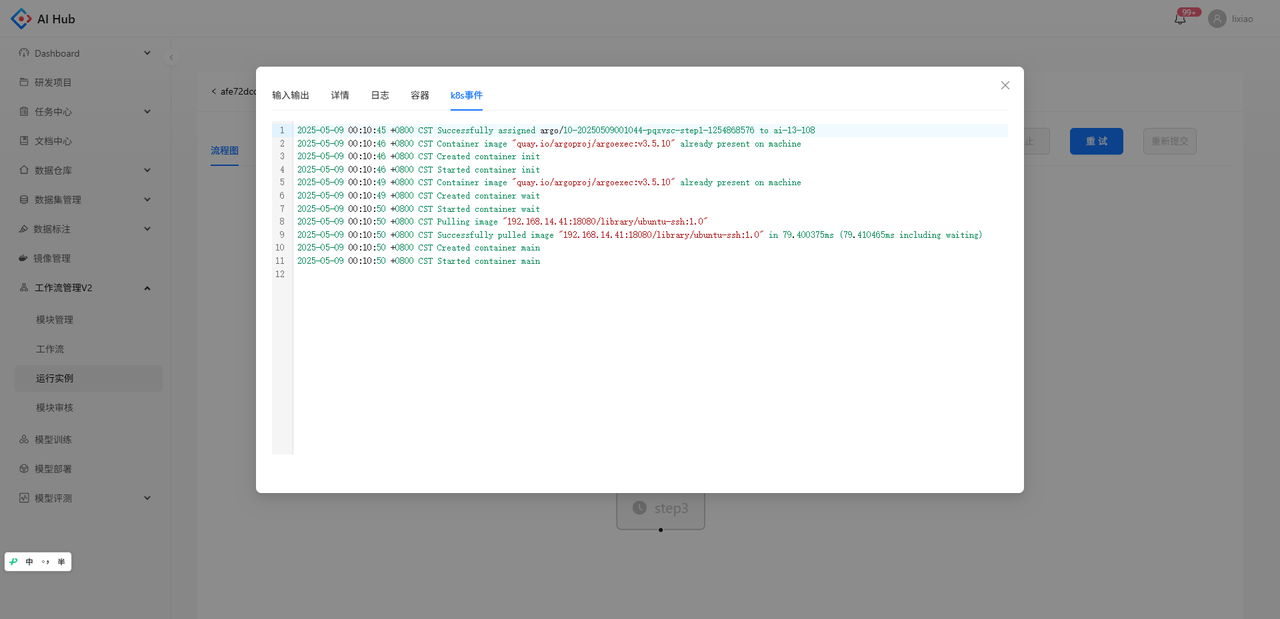 AI Hub
99+
lixiao
Dashboard
研发项目
任务中心
文档中心
数据仓库
数据集管理
数据标注
镜像管理
工作流管理V2
模块管理
工作流
运行实例
模块审核
模型训练
模型部署
模型评测
< afe72dc
流程图
止
重 试
重新提交
输入输出 详情 日志 容器 k8s事件
1 2025-05-09 00:10:45 +0800 CST Successfully assigned argo/10-20250509001044-pqxvsc-step1-1254868576 to ai-13-108
2 2025-05-09 00:10:46 +0800 CST Container image "quay.io/argoproj/argoexec:v3.5.10" already present on machine
3 2025-05-09 00:10:46 +0800 CST Created container init
4 2025-05-09 00:10:46 +0800 CST Started container init
5 2025-05-09 00:10:49 +0800 CST Container image "quay.io/argoproj/argoexec:v3.5.10" already present on machine
6 2025-05-09 00:10:49 +0800 CST Created container wait
7 2025-05-09 00:10:50 +0800 CST Started container wait
8 2025-05-09 00:10:50 +0800 CST Pulling image "192.168.14.41:18080/library/ubuntu-ssh:1.0"
9 2025-05-09 00:10:50 +0800 CST Successfully pulled image "192.168.14.41:18080/library/ubuntu-ssh:1.0" in 79.400375ms (79.410465ms including waiting)
10 2025-05-09 00:10:50 +0800 CST Created container main
11 2025-05-09 00:10:50 +0800 CST Started container main
12
step3
中 °, 半